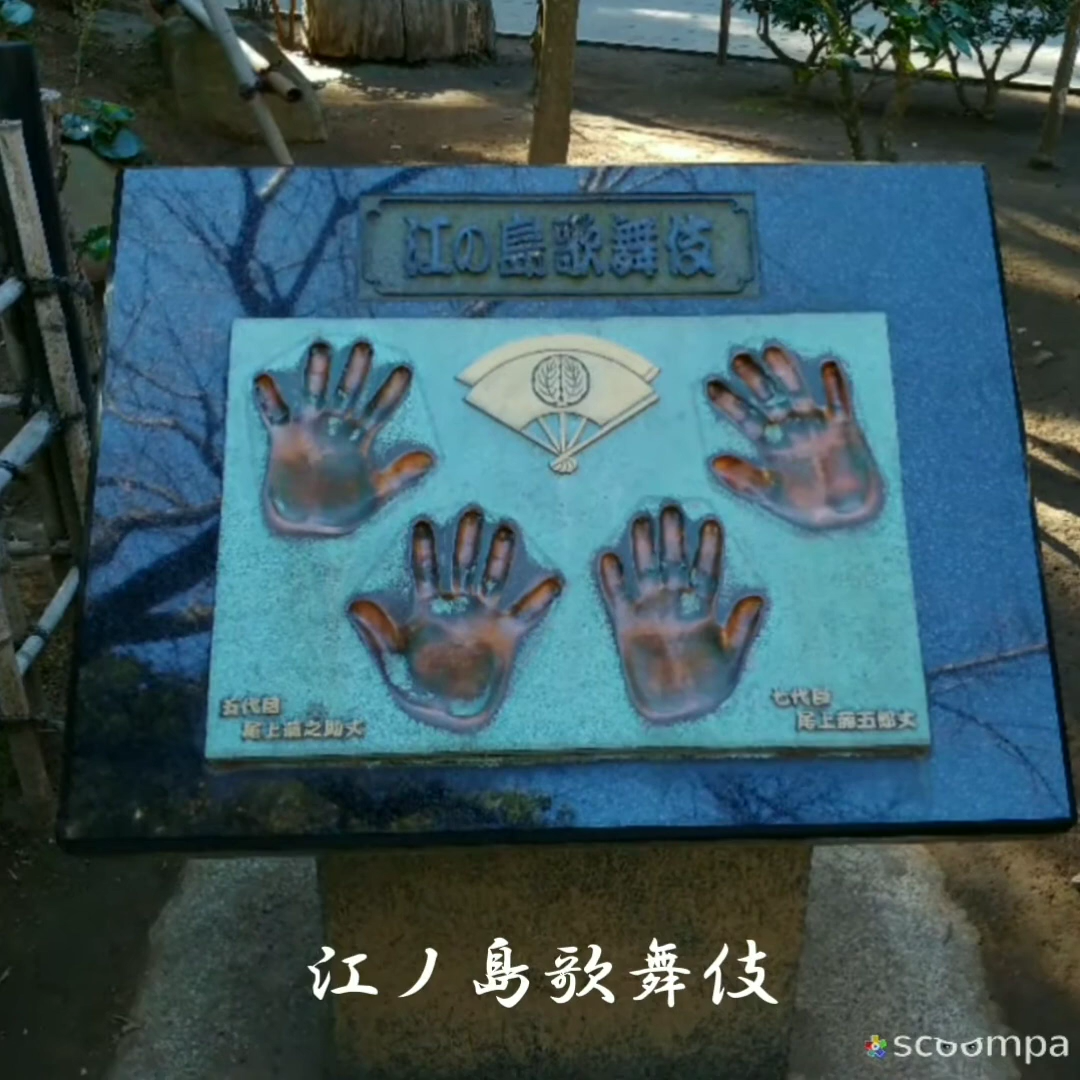 江の島歌舞伎
五代目
尾上菊之助丈
七代目
尾上菊五郎丈
江ノ島歌舞伎
scoompa